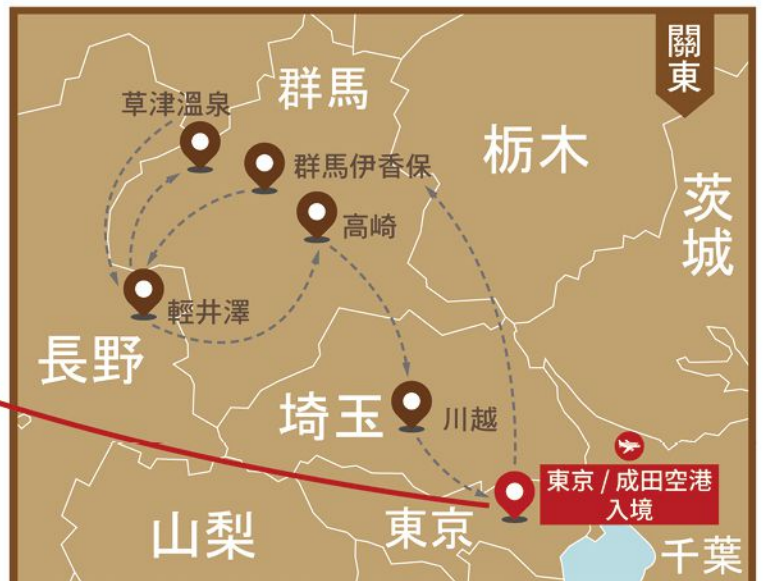 關東
群馬
草津溫泉
栃木
群馬伊香保
茨城
高崎
輕井澤
長野
埼玉
川越
東京 / 成田空港
入境
山梨
東京
千葉